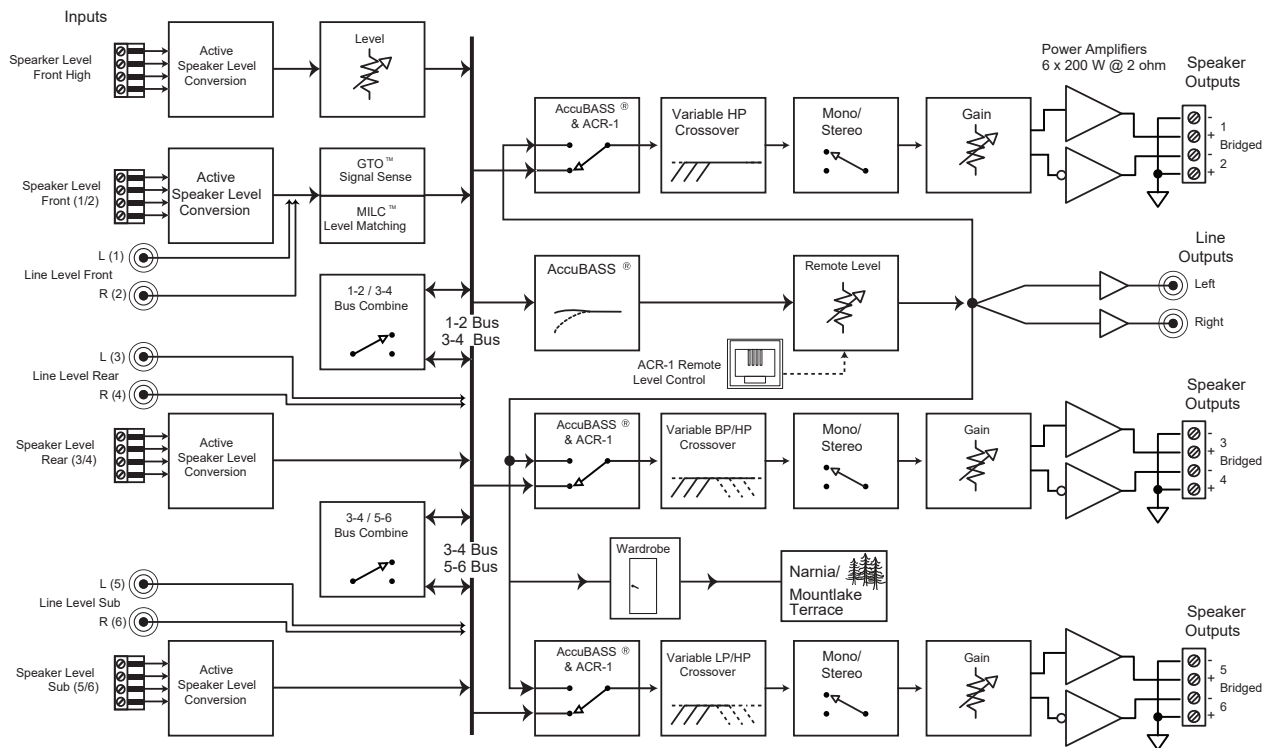 Inputs
Spearker Level
Front High
Active
Speaker Level
Conversion
Level
Speaker Level
Front (1/2)
Active
Speaker Level
Conversion
GTO™
Signal Sense
MILC™
Level Matching
L (1)
Line Level Front
R (2)
1-2 / 3-4
Bus Combine
1-2 Bus
3-4 Bus
L (3)
Line Level Rear
R (4)
Speaker Level
Rear (3/4)
Active
Speaker Level
Conversion
3-4 / 5-6
Bus Combine
3-4 Bus
5-6 Bus
L (5)
Line Level Sub
R (6)
Speaker Level
Sub (5/6)
Active
Speaker Level
Conversion
AccuBASS ®
& ACR-1
Variable HP
Crossover
Mono/
Stereo
Gain
Power Amplifiers
6 x 200 W @ 2 ohm
Speaker
Outputs
-
1
+
Bridged
-
2
+
AccuBASS ®
Remote Level
ACR-1 Remote
Level Control
Line
Outputs
Left
Right
AccuBASS ®
& ACR-1
Variable BP/HP
Crossover
Mono/
Stereo
Gain
Speaker
Outputs
-
3
+
Bridged
-
4
+
Wardrobe
Narnia/
Mountlake
Terrace
AccuBASS ®
& ACR-1
Variable LP/HP
Crossover
Mono/
Stereo
Gain
Speaker
Outputs
-
5
+
Bridged
-
6
+